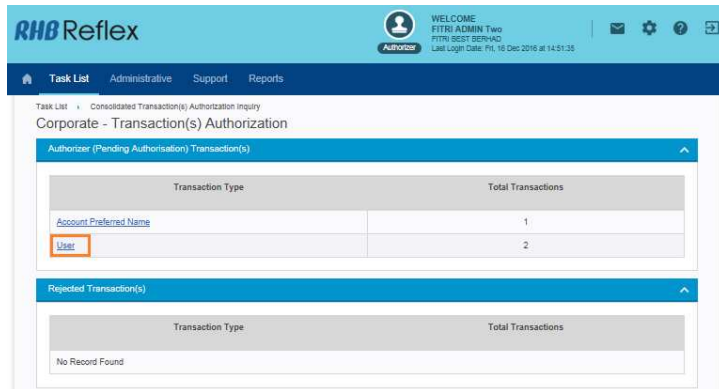 RHB Reflex
WELCOME
FITRI ADMIN Two
FITRI BEST BERHAD
Authorizer
Last Login Date: Fri, 16 Dec 2016 at 14:51:35
Task List Administrative Support Reports
Task List › Consolidated Transaction(s) Authorization Inquiry
Corporate - Transaction(s) Authorization
Authorizer (Pending Authorisation) Transaction(s)
Transaction Type Total Transactions
Account Preferred Name 1
User 2
Rejected Transaction(s)
Transaction Type Total Transactions
No Record Found